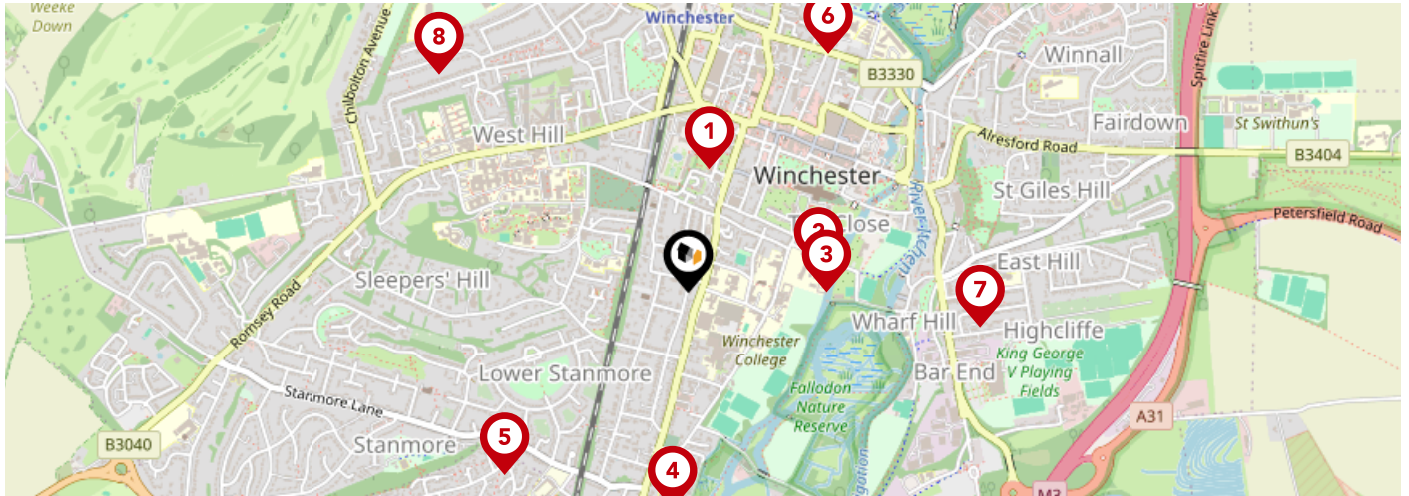 Weeke
Down
8
Chilbolton Avenue
Winchester
6
B3330
Winnall
Spitfire Link
West Hill
1
Alresford Road
Fairdown
St Swithun's
B3404
Winchester
St Giles Hill
Petersfield Road
2
Close
River Itchen
3
East Hill
Sleepers' Hill
7
Romsey Road
Wharf Hill
Highcliffe
Winchester
College
King George
V Playing
Fields
Lower Stanmore
Bar End
Fallodon
Nature
Reserve
Stanmore Lane
A31
B3040
Stanmore
5
4
M3